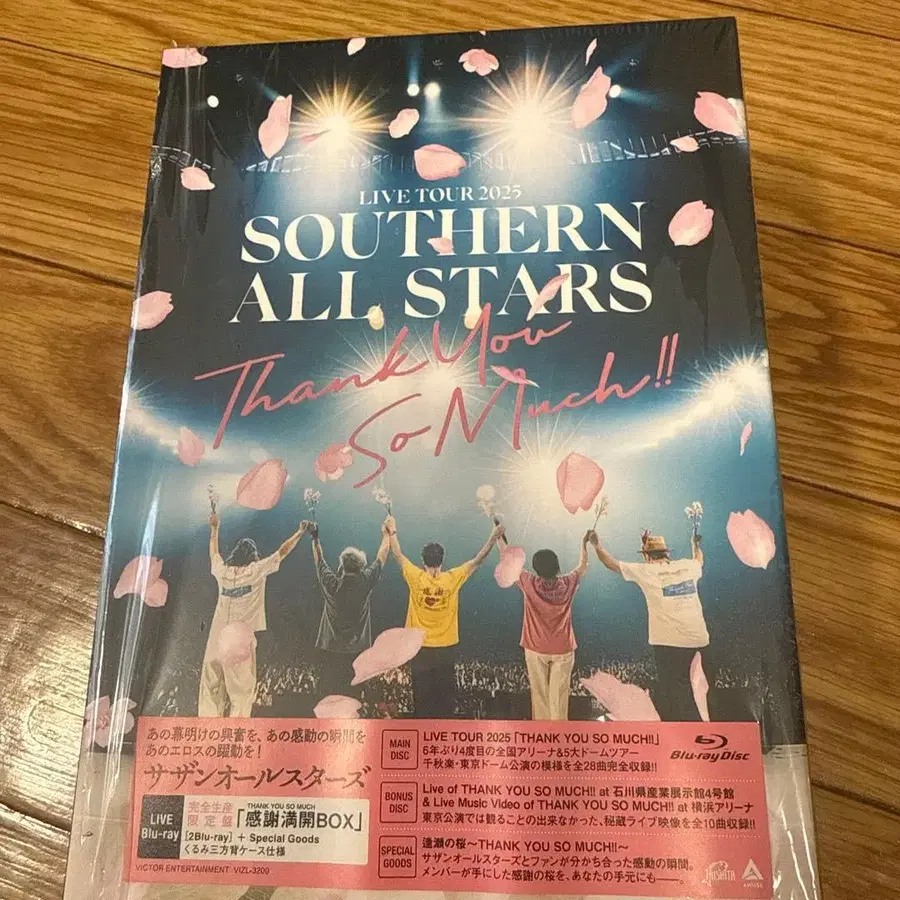 LIVE TOUR 2025
SOUTHERN
ALL STARS
Thank You
So Much!!
感謝
あの幕明けの興奮を、あの感動の瞬間を
あのエロスの躍動を!
サザンオールスターズ
LIVE
Blu-ray
完全生産
限定盤
THANK YOU SO MUCH
「感謝満開BOX」
[2Blu-ray] + Special Goods
くるみ三方背ケース仕様
VICTOR ENTERTAINMENT VIZL-3200
MAIN
DISC
LIVE TOUR 2025「THANK YOU SO MUCH!!」
6年ぶり4度目の全国アリーナ&5大ドームツアー
千秋楽・東京ドーム公演の模様を全28曲完全収録!!
Blu-ray Disc
BONUS
DISC
Live of THANK YOU SO MUCH!! at 石川県産業展示館4号館
& Live Music Video of THANK YOU SO MUCH!! at 横浜アリーナ
東京公演では観ることの出来なかった、秘蔵ライブ映像を全10曲収録!!
SPECIAL
GOODS
逢瀬の桜〜THANK YOU SO MUCH!!〜
サザンオールスターズとファンが分かち合った感動の瞬間。
メンバーが手にした感謝の桜を、あなたの手元にも―。
TAISHITA
AMUSE